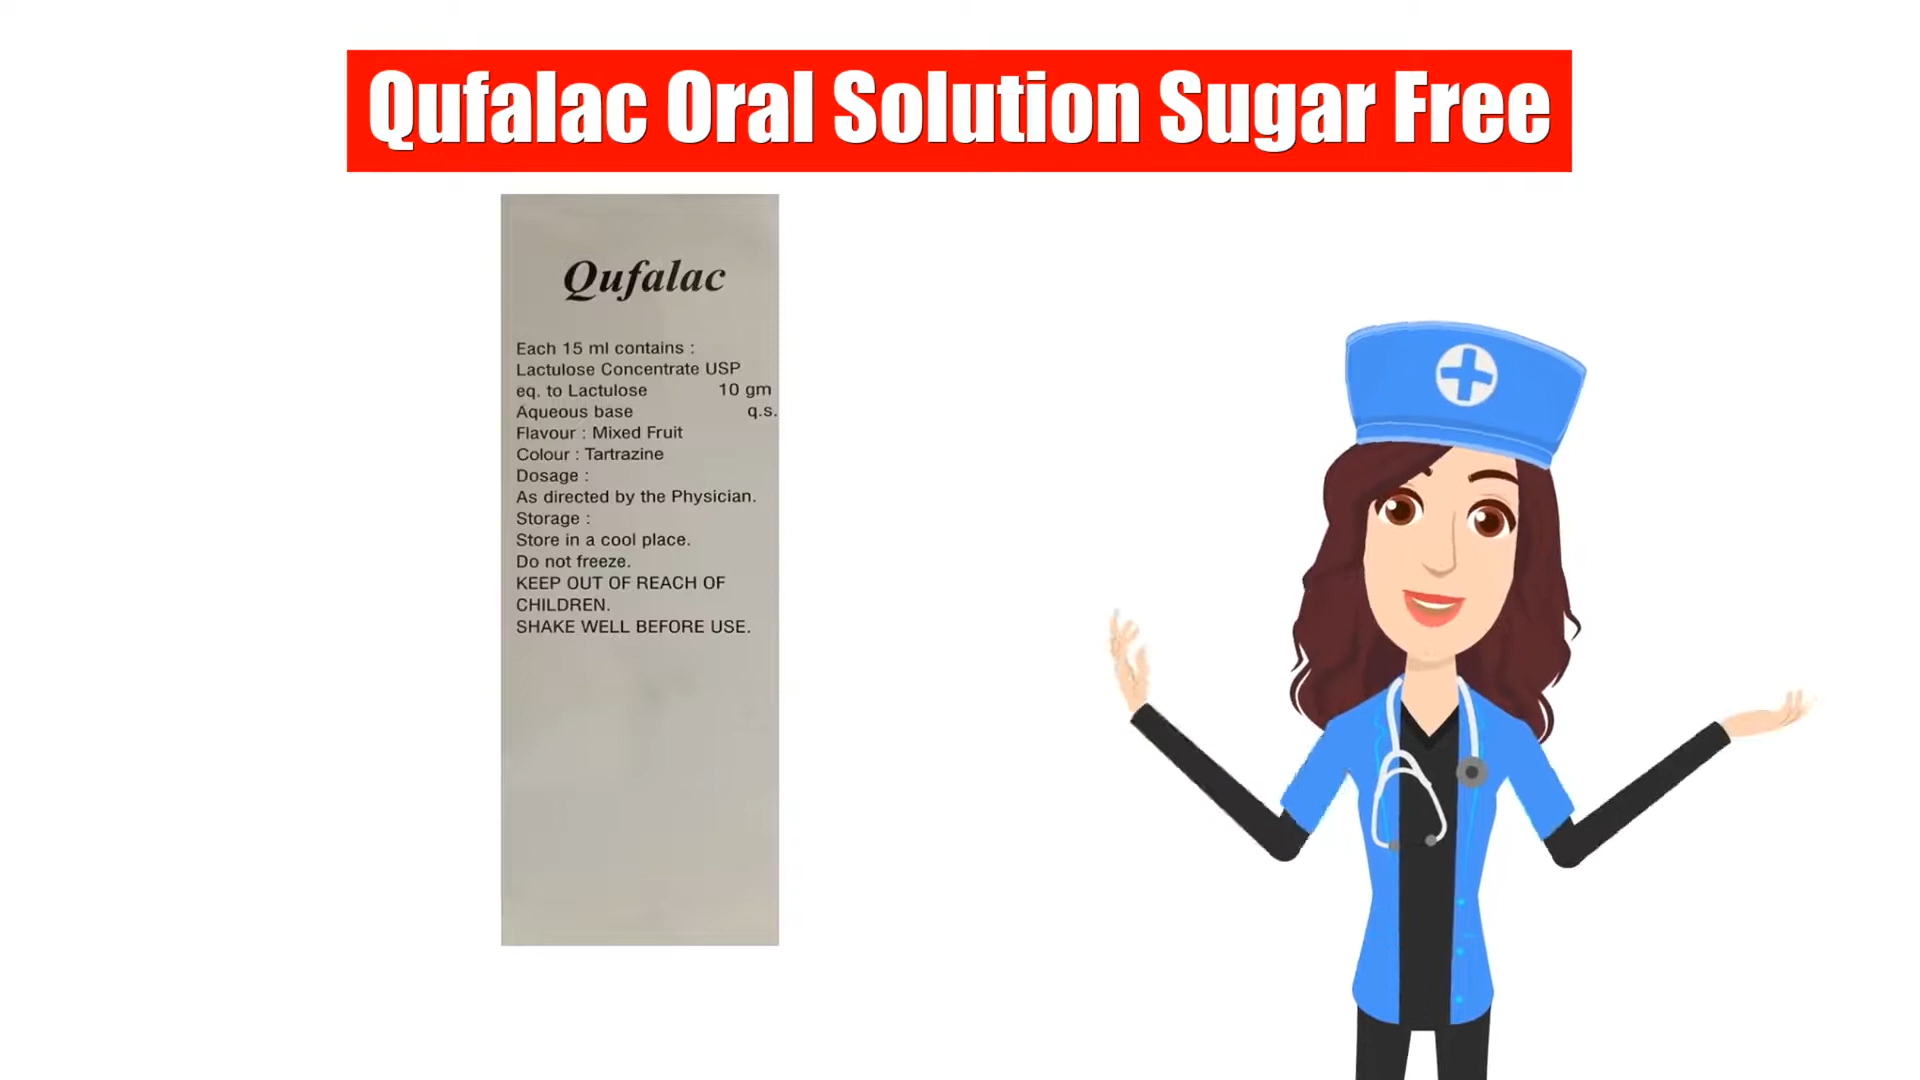 Qufalac Oral Solution Sugar Free
Qufalac
Each 15 ml contains :
Lactulose Concentrate USP
eq. to Lactulose 10 gm
Aqueous base q.s.
Flavour : Mixed Fruit
Colour : Tartrazine
Dosage :
As directed by the Physician.
Storage :
Store in a cool place.
Do not freeze.
KEEP OUT OF REACH OF
CHILDREN.
SHAKE WELL BEFORE USE.